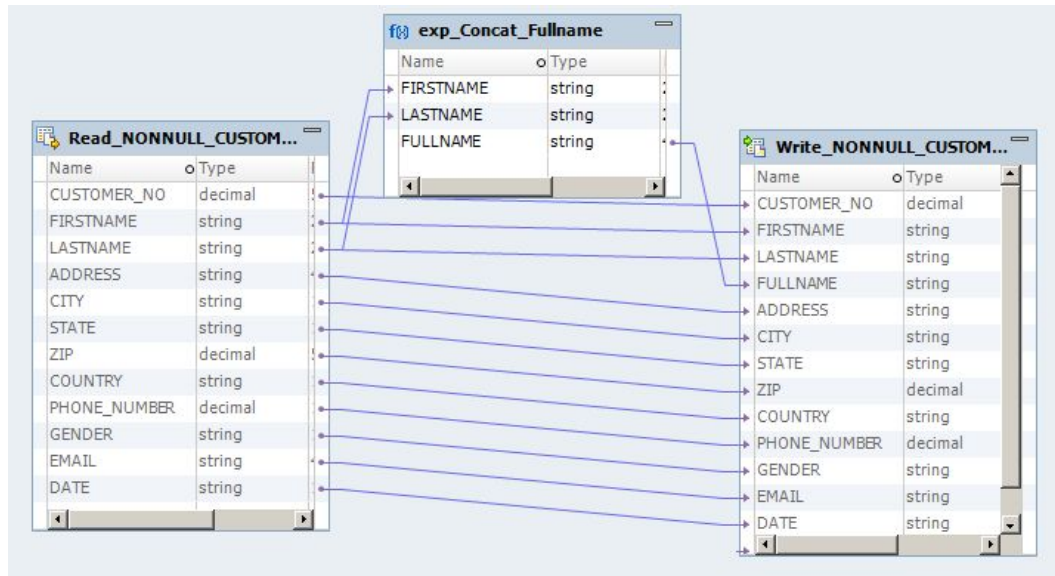 f(x) exp_Concat_Fullname
Name Type
FIRSTNAME string
LASTNAME string
FULLNAME string
Read_NONNULL_CUSTOM...
Name Type
CUSTOMER_NO decimal
FIRSTNAME string
LASTNAME string
ADDRESS string
CITY string
STATE string
ZIP decimal
COUNTRY string
PHONE_NUMBER decimal
GENDER string
EMAIL string
DATE string
Write_NONNULL_CUSTOM...
Name Type
CUSTOMER_NO decimal
FIRSTNAME string
LASTNAME string
FULLNAME string
ADDRESS string
CITY string
STATE string
ZIP decimal
COUNTRY string
PHONE_NUMBER decimal
GENDER string
EMAIL string
DATE string